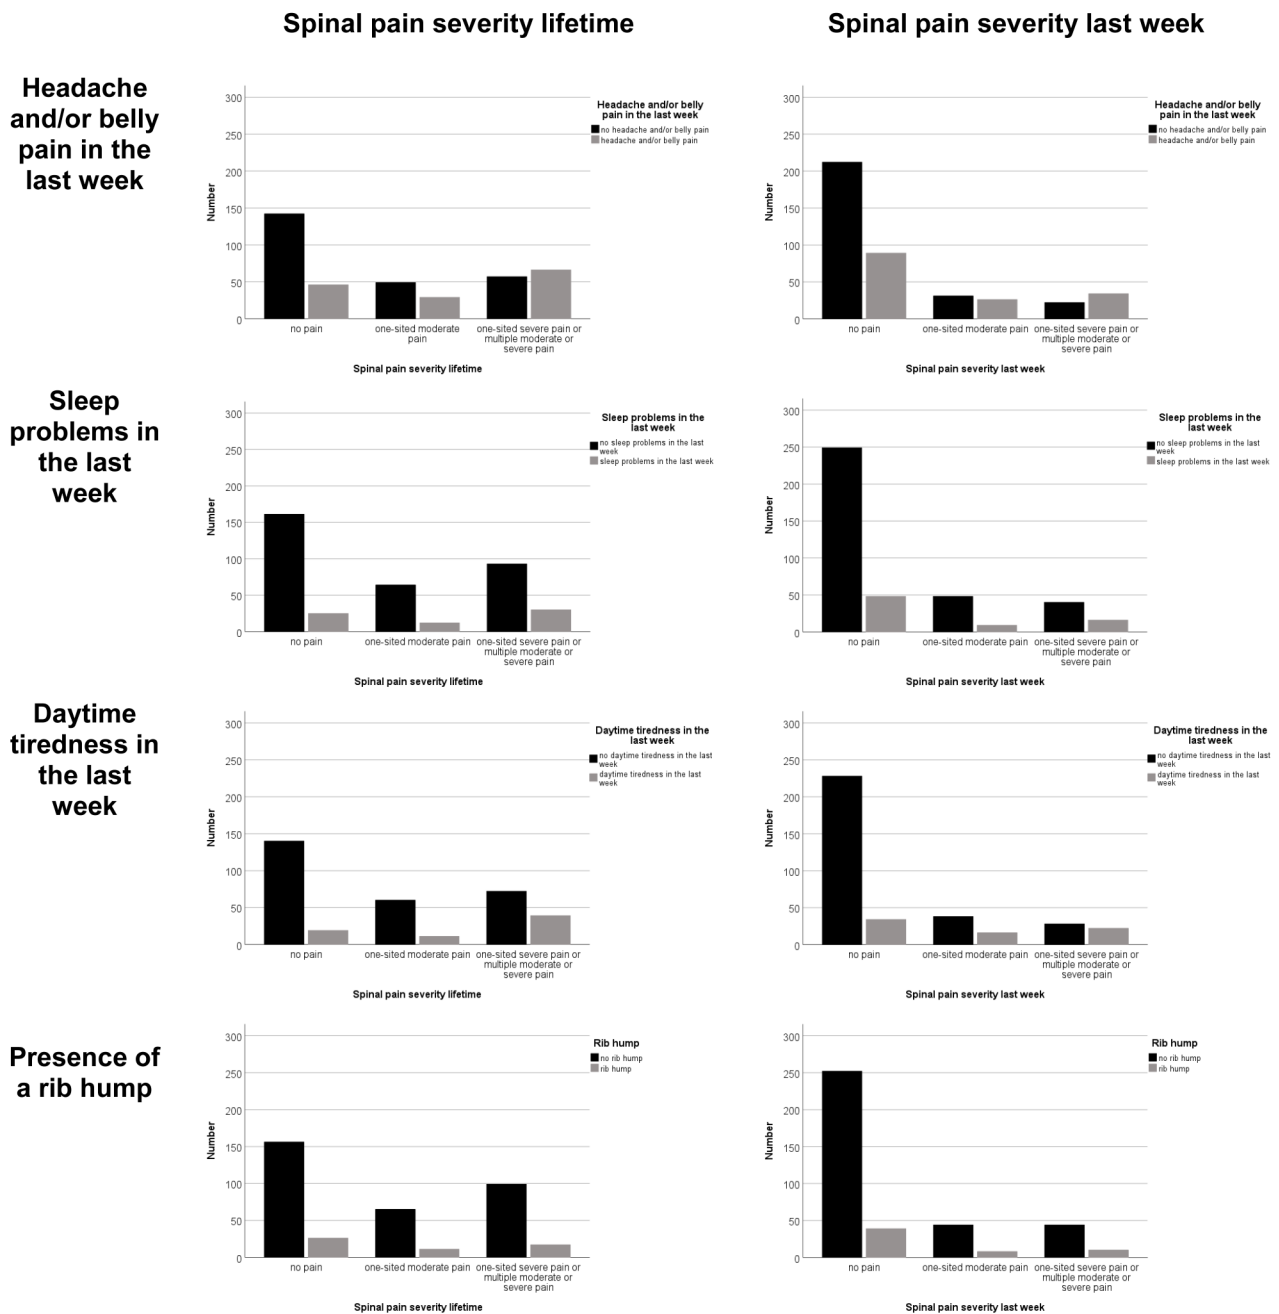 Spinal pain severity lifetime
Spinal pain severity last week
Headache
and/or belly
pain in the
last week
300
250
200
150
100
50
0
Number
no pain
one-sited moderate
pain
one-sited severe pain or
multiple moderate or
severe pain
Spinal pain severity lifetime
Headache and/or belly
pain in the last week
no headache and/or belly pain
headache and/or belly pain
300
250
200
150
100
50
0
Number
no pain
one-sited moderate pain
one-sited severe pain or
multiple moderate or
severe pain
Spinal pain severity last week
Headache and/or belly
pain in the last week
no headache and/or belly pain
headache and/or belly pain
Sleep
problems in
the last
week
300
250
200
150
100
50
0
Number
no pain
one-sited moderate pain
one-sited severe pain or
multiple moderate or
severe pain
Spinal pain severity lifetime
Sleep problems in the
last week
no sleep problems in the last
week
sleep problems in the last week
300
250
200
150
100
50
0
Number
no pain
one-sited moderate pain
one-sited severe pain or
multiple moderate or
severe pain
Spinal pain severity last week
Sleep problems in the
last week
no sleep problems in the last
week
sleep problems in the last week
Daytime
tiredness in
the last
week
300
250
200
150
100
50
0
Number
no pain
one-sited moderate pain
one-sited severe pain or
multiple moderate or
severe pain
Spinal pain severity lifetime
Daytime tiredness in the
last week
no daytime tiredness in the last
week
daytime tiredness in the last
week
300
250
200
150
100
50
0
Number
no pain
one-sited moderate pain
one-sited severe pain or
multiple moderate or
severe pain
Spinal pain severity last week
Daytime tiredness in the
last week
no daytime tiredness in the last
week
daytime tiredness in the last
week
Presence of
a rib hump
300
250
200
150
100
50
0
Number
no pain
one-sited moderate pain
one-sited severe pain or
multiple moderate or
severe pain
Spinal pain severity lifetime
Rib hump
no rib hump
rib hump
300
250
200
150
100
50
0
Number
no pain
one-sited moderate pain
one-sited severe pain or
multiple moderate or
severe pain
Spinal pain severity last week
Rib hump
no rib hump
rib hump